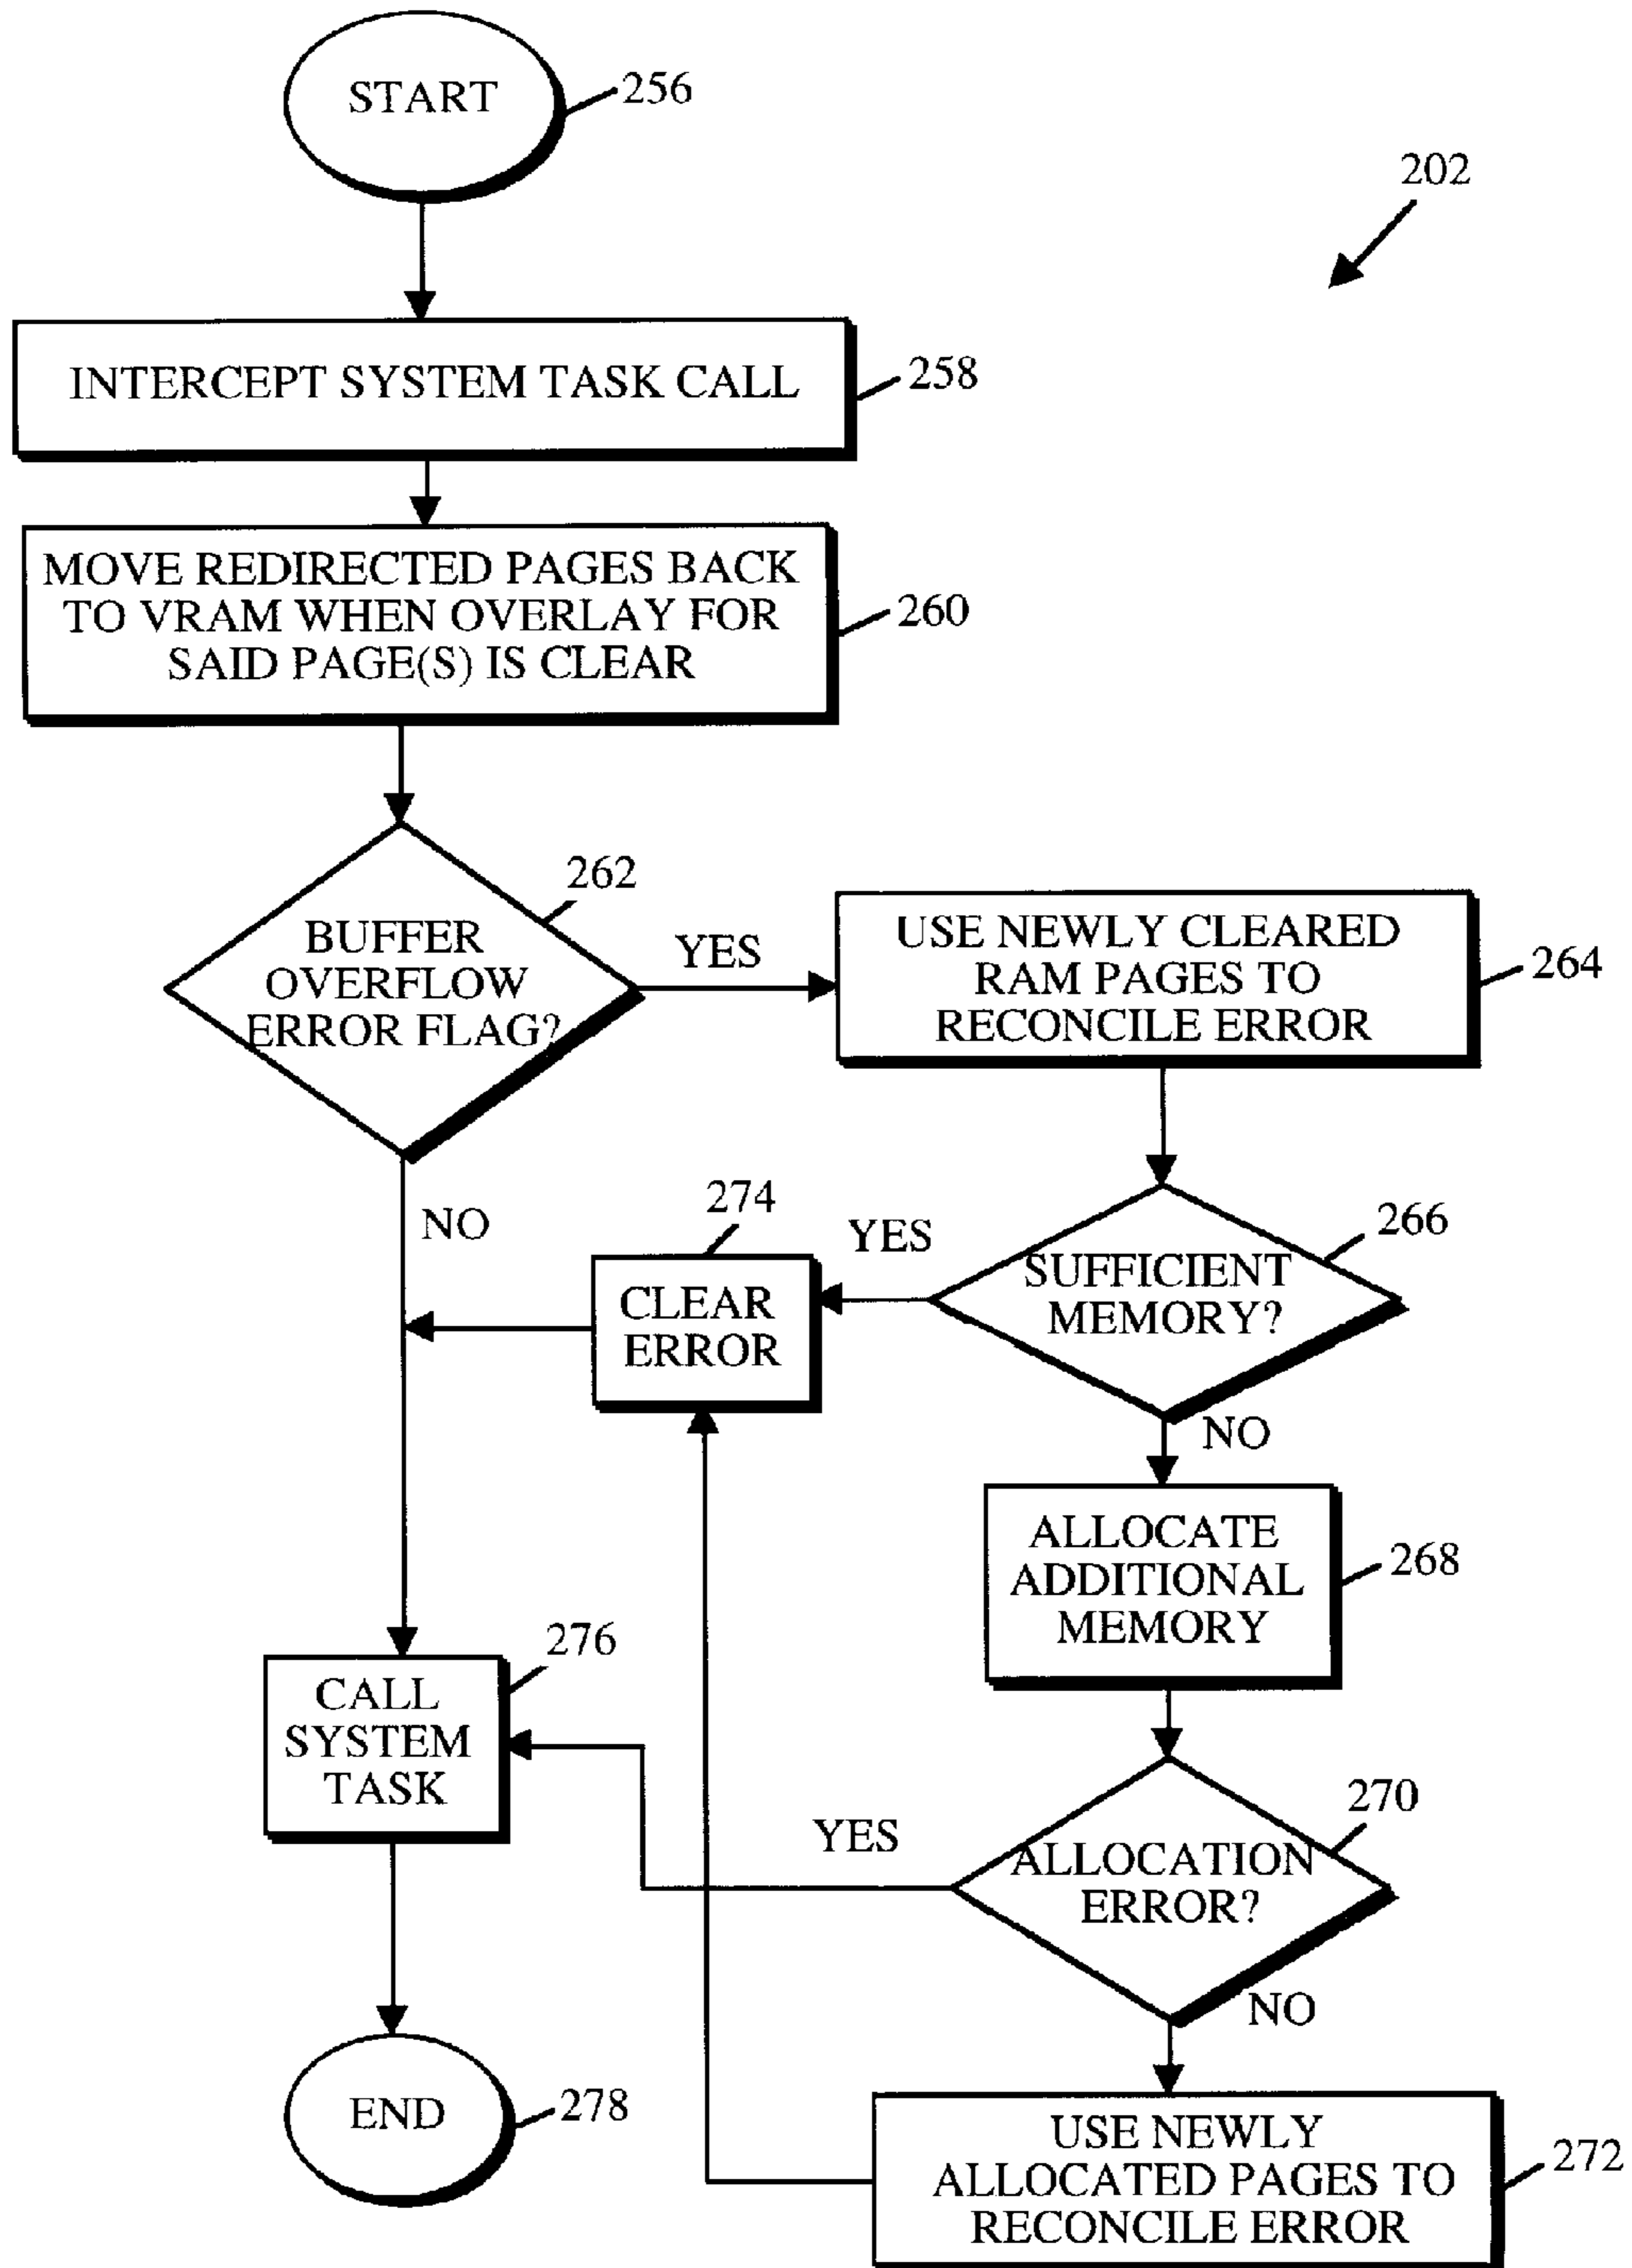 START
256
202
INTERCEPT SYSTEM TASK CALL
258
MOVE REDIRECTED PAGES BACK
TO VRAM WHEN OVERLAY FOR
SAID PAGE(S) IS CLEAR
260
262
BUFFER
OVERFLOW
ERROR FLAG?
YES
USE NEWLY CLEARED
RAM PAGES TO
RECONCILE ERROR
264
NO
274
YES
266
SUFFICIENT
MEMORY?
CLEAR
ERROR
NO
ALLOCATE
ADDITIONAL
MEMORY
268
276
CALL
SYSTEM
TASK
YES
270
ALLOCATION
ERROR?
NO
END
278
USE NEWLY
ALLOCATED PAGES TO
RECONCILE ERROR
272